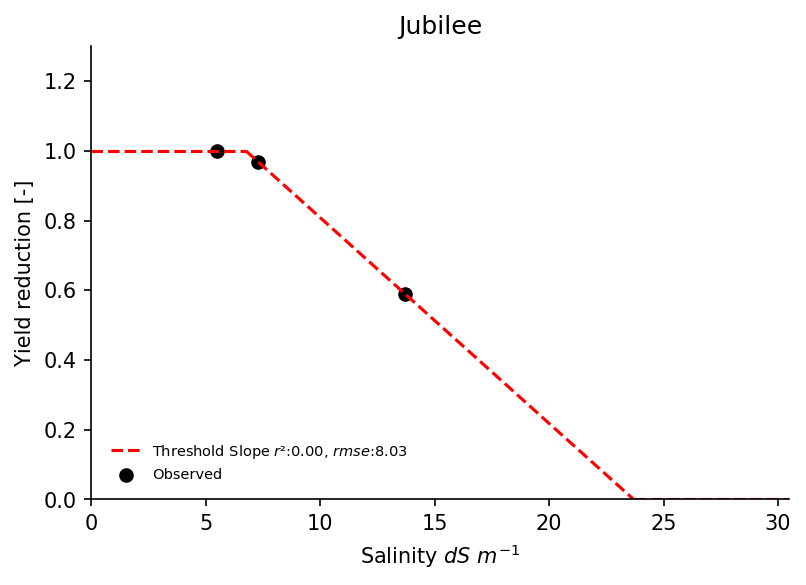 Jubilee
Yield reduction [-]
1.2
1.0
0.8
0.6
0.4
0.2
0.0
Threshold Slope r²:0.00, rmse:8.03
Observed
0 5 10 15 20 25 30
Salinity dS m⁻¹